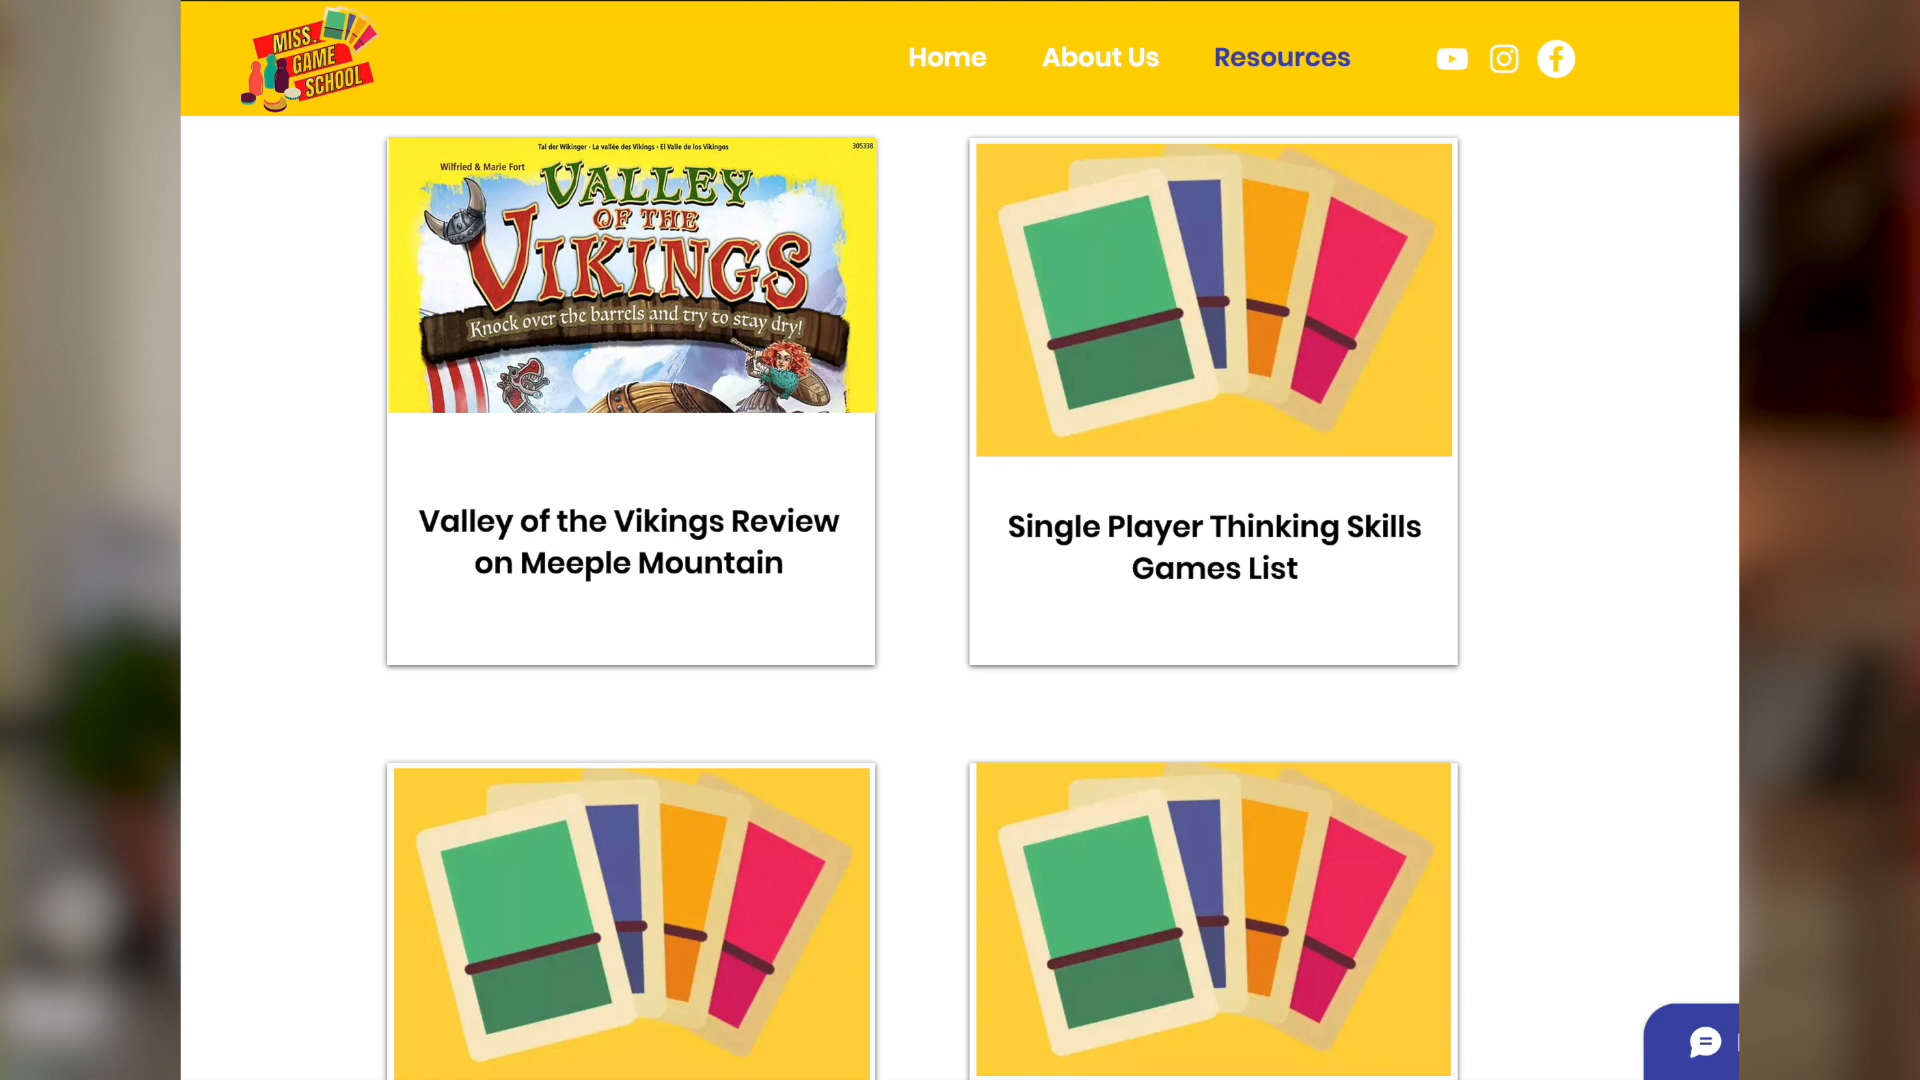 MISS.
GAME
SCHOOL
Home
About Us
Resources
Tal der Wikinger · La vallée des Vikings · El Valle de los Vikingos
305338
Wilfried & Marie Fort
VALLEY
OF THE
VIKINGS
Knock over the barrels and try to stay dry!
Valley of the Vikings Review
on Meeple Mountain
Single Player Thinking Skills
Games List